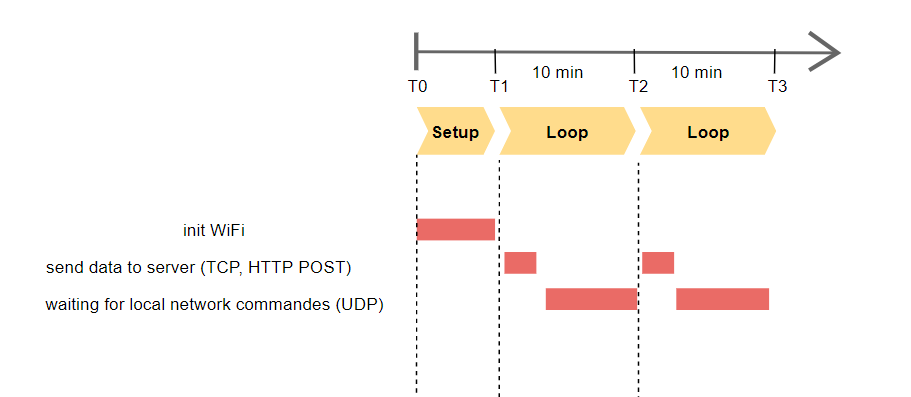 10 min 10 min
T0 T1 T2 T3
Setup Loop Loop
init WiFi
send data to server (TCP, HTTP POST)
waiting for local network commandes (UDP)